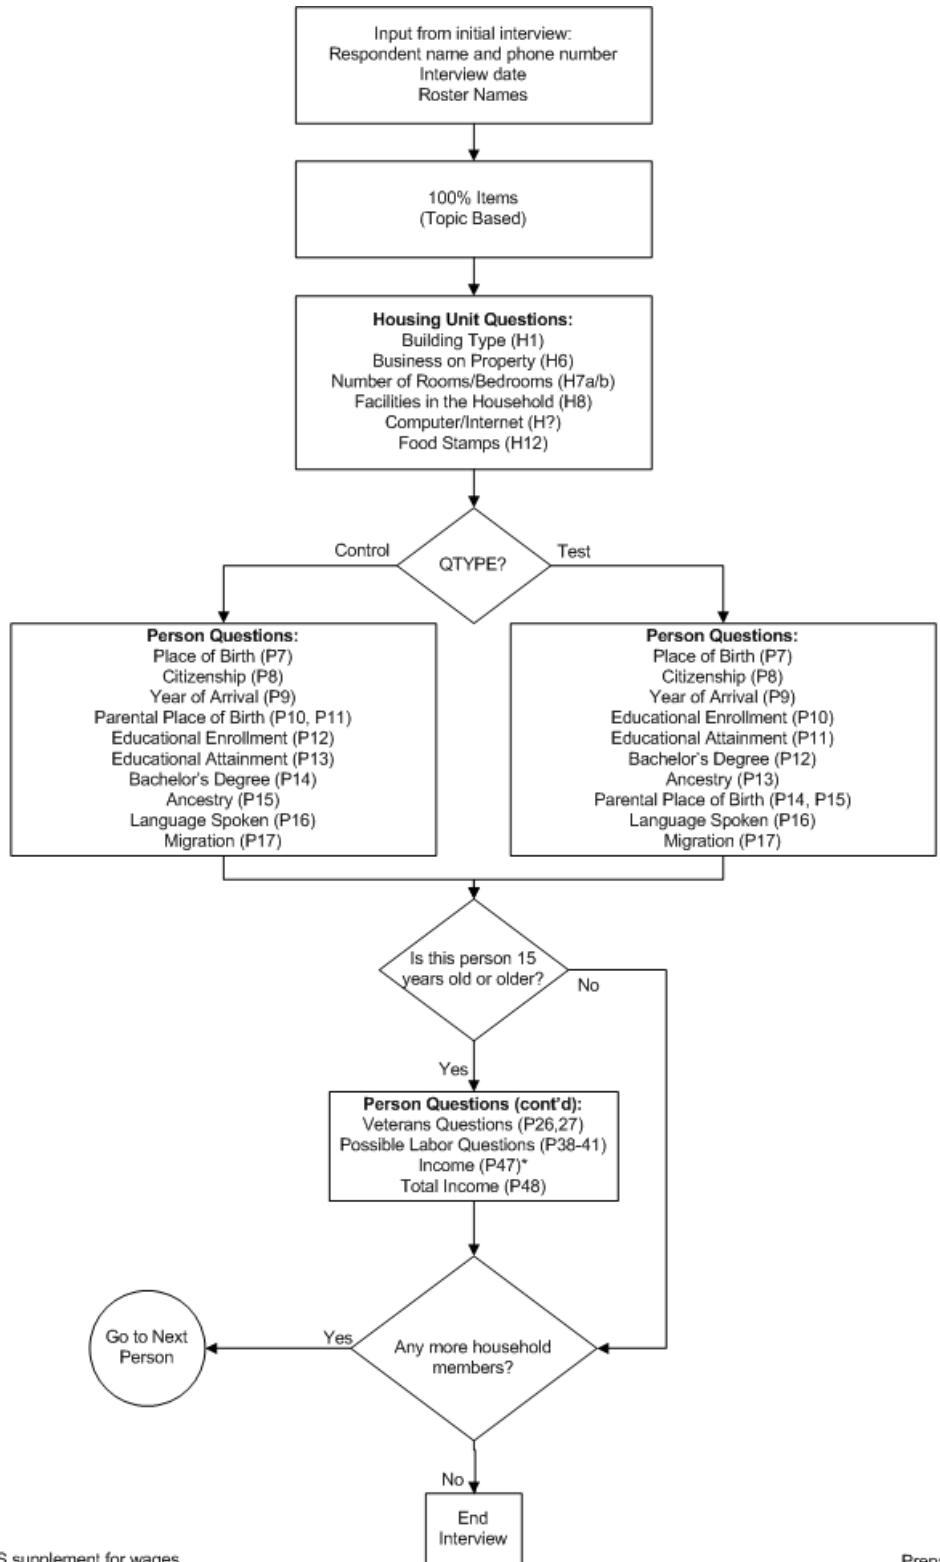 Input from initial interview:
Respondent name and phone number
Interview date
Roster Names
100% Items
(Topic Based)
Housing Unit Questions:
Building Type (H1)
Business on Property (H6)
Number of Rooms/Bedrooms (H7a/b)
Facilities in the Household (H8)
Computer/Internet (H?)
Food Stamps (H12)
Control
QTYPE?
Test
Person Questions:
Place of Birth (P7)
Citizenship (P8)
Year of Arrival (P9)
Parental Place of Birth (P10, P11)
Educational Enrollment (P12)
Educational Attainment (P13)
Bachelor's Degree (P14)
Ancestry (P15)
Language Spoken (P16)
Migration (P17)
Person Questions:
Place of Birth (P7)
Citizenship (P8)
Year of Arrival (P9)
Educational Enrollment (P10)
Educational Attainment (P11)
Bachelor's Degree (P12)
Ancestry (P13)
Parental Place of Birth (P14, P15)
Language Spoken (P16)
Migration (P17)
Is this person 15
years old or older?
No
Yes
Person Questions (cont'd):
Veterans Questions (P26,27)
Possible Labor Questions (P38-41)
Income (P47)*
Total Income (P48)
Go to Next
Person
Yes
Any more household
members?
No
End
Interview
S supplement for wages